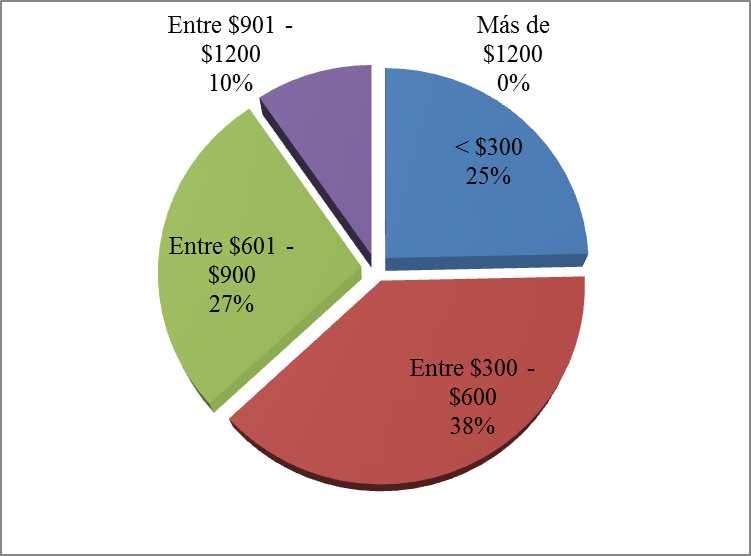 Entre $901 -
$1200
10%
Más de
$1200
0%
< $300
25%
Entre $601 -
$900
27%
Entre $300 -
$600
38%